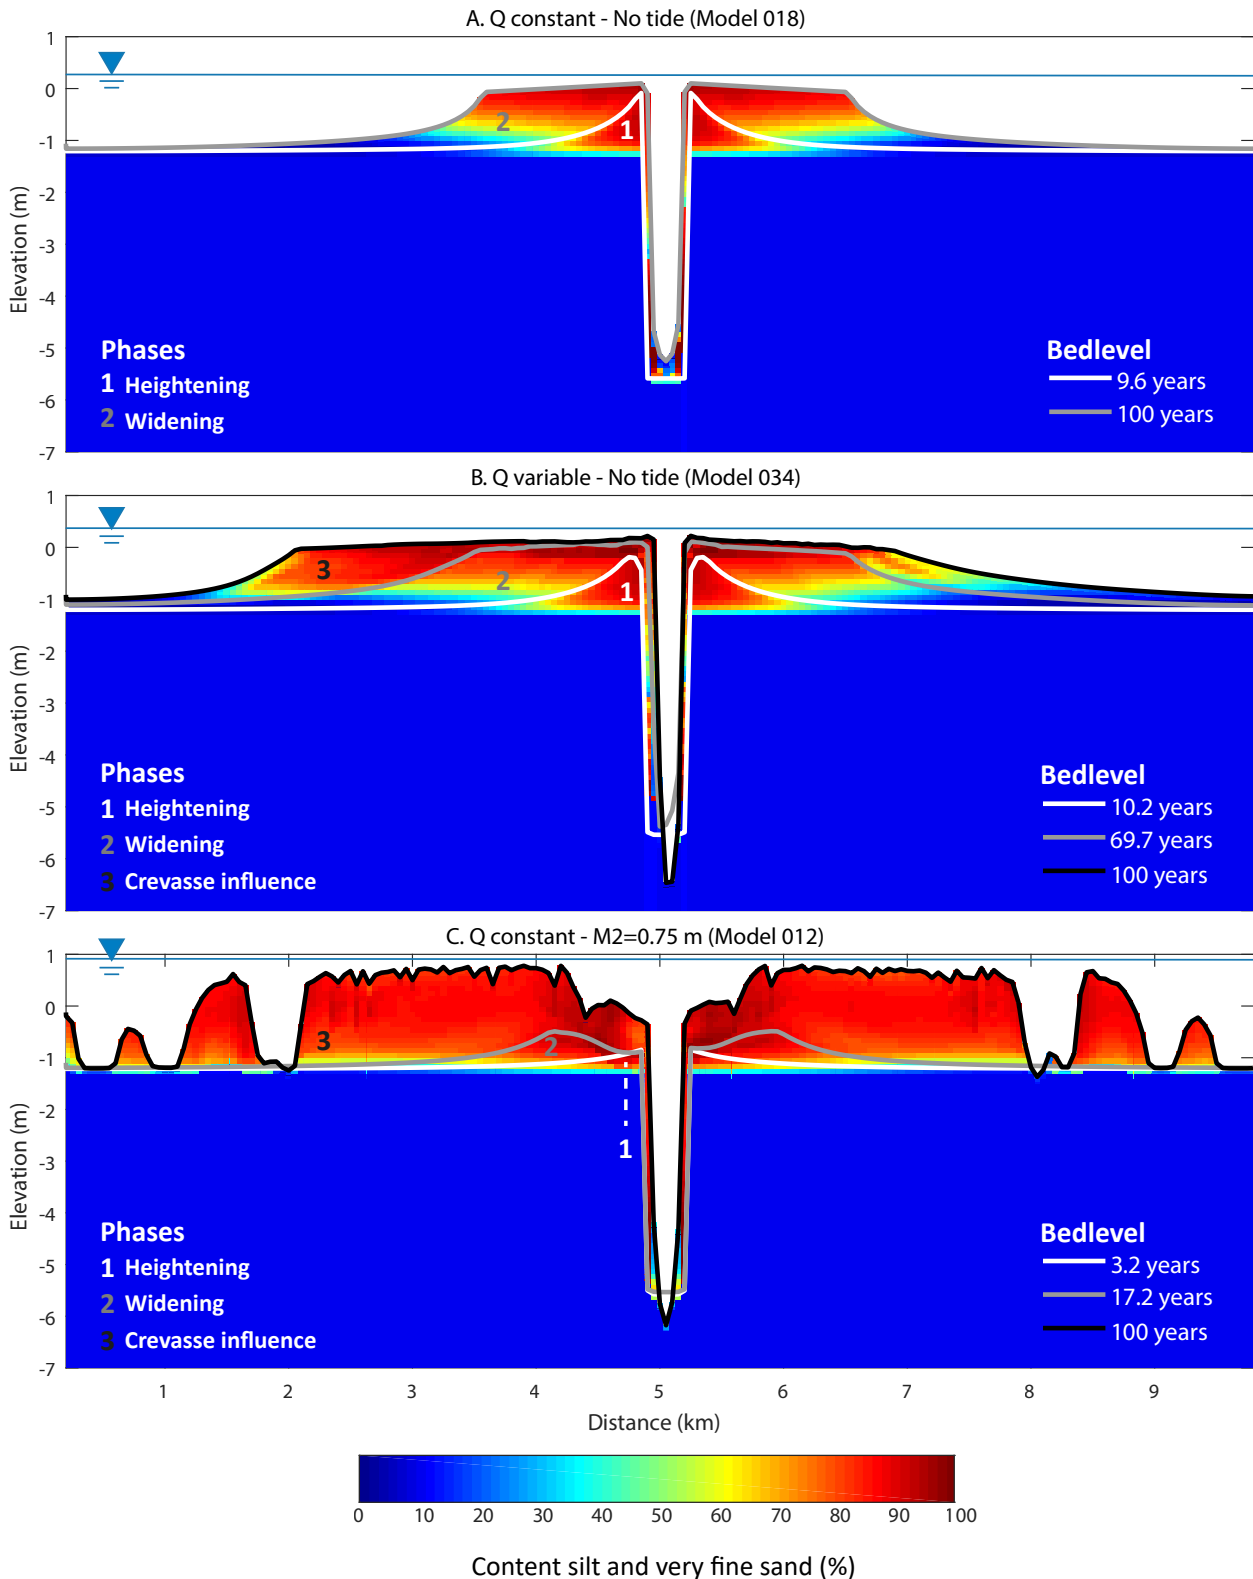 A. Q constant - No tide (Model 018)
1
0
-1
-2
-3
-4
-5
-6
-7
Elevation (m)
2
1
Phases
1 Heightening
2 Widening
Bedlevel
9.6 years
100 years
B. Q variable - No tide (Model 034)
1
0
-1
-2
-3
-4
-5
-6
-7
Elevation (m)
3
2
1
Phases
1 Heightening
2 Widening
3 Crevasse influence
Bedlevel
10.2 years
69.7 years
100 years
C. Q constant - M2=0.75 m (Model 012)
1
0
-1
-2
-3
-4
-5
-6
-7
Elevation (m)
3
2
1
Phases
1 Heightening
2 Widening
3 Crevasse influence
Bedlevel
3.2 years
17.2 years
100 years
1 2 3 4 5 6 7 8 9
Distance (km)
0 10 20 30 40 50 60 70 80 90 100
Content silt and very fine sand (%)